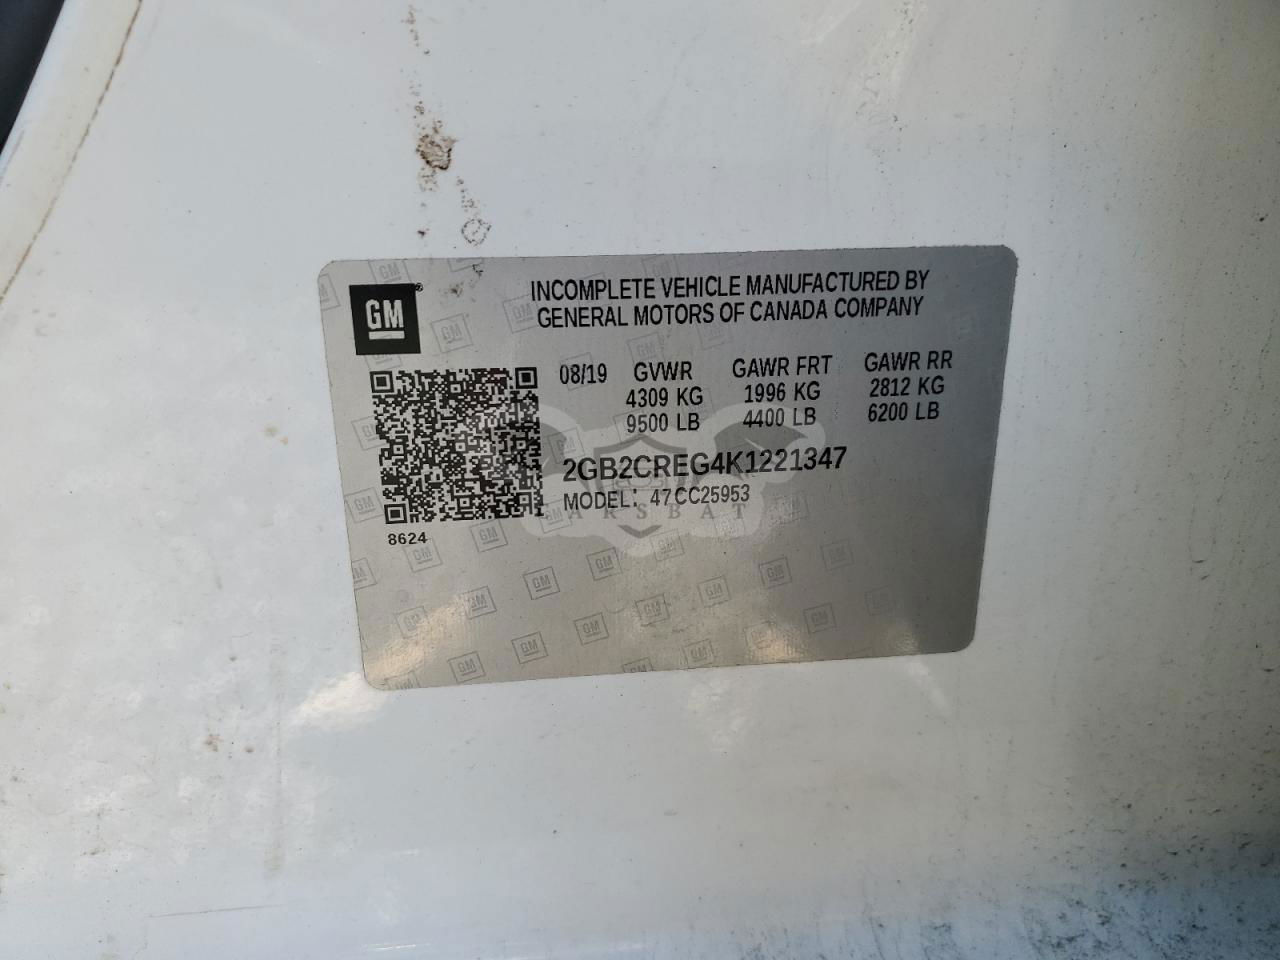 GM
INCOMPLETE VEHICLE MANUFACTURED BY
GENERAL MOTORS OF CANADA COMPANY
08/19 GVWR GAWR FRT GAWR RR
4309 KG 1996 KG 2812 KG
9500 LB 4400 LB 6200 LB
2GB2CREG4K1221347
MODEL: 47CC25953
CARSBAT
8624